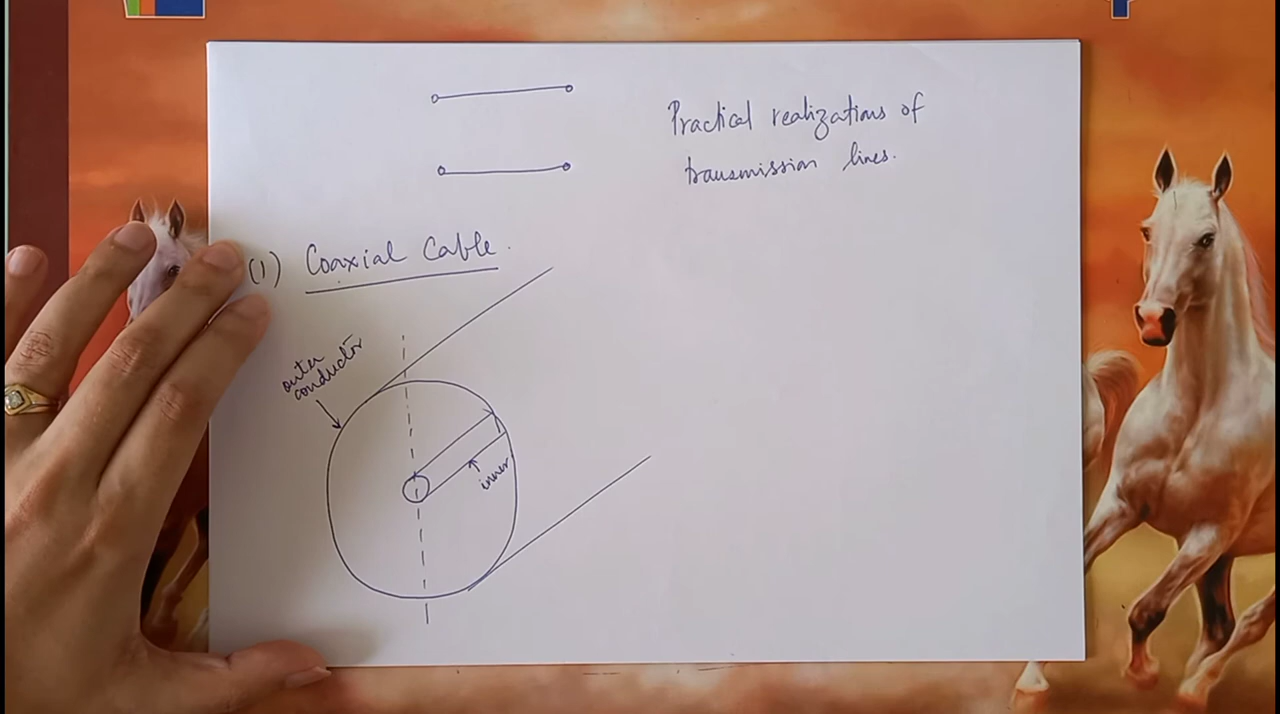 Practical realizations of
transmission lines.
(1) Coaxial Cable.
outer
conductor
inner